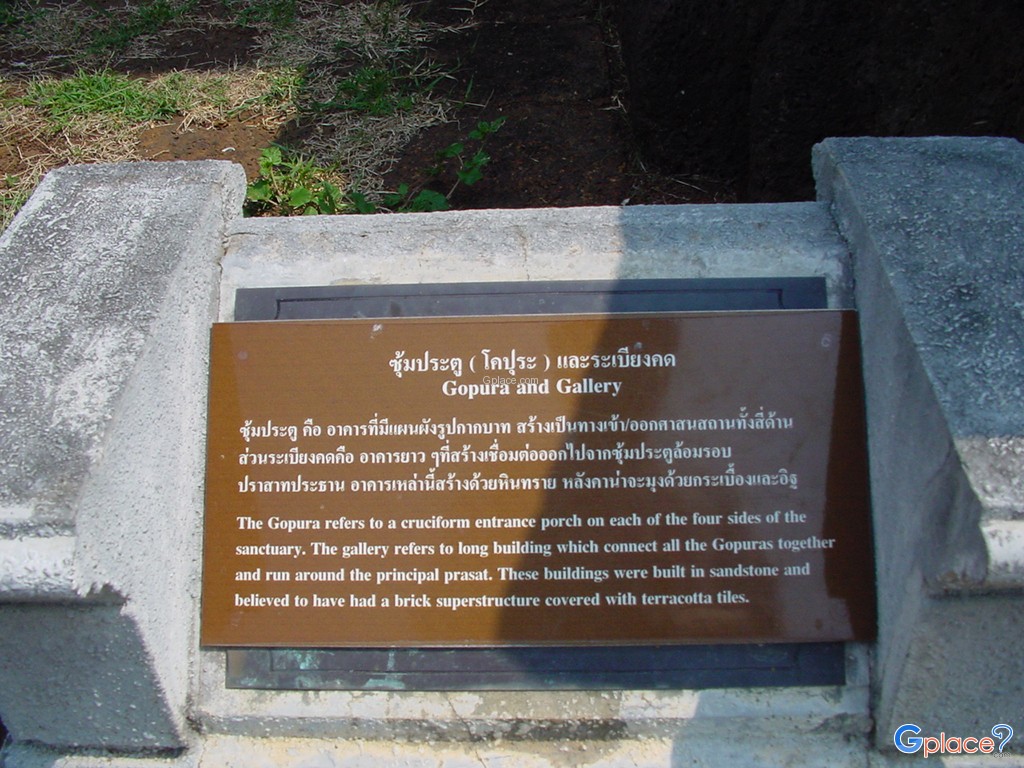 ซุ้มประตู ( โคปุระ ) และระเบียงคด
Gplace.com
Gopura and Gallery
ซุ้มประตู คือ อาคารที่มีแผนผังรูปกากบาท สร้างเป็นทางเข้า/ออกศาสนสถานทั้งสี่ด้าน
ส่วนระเบียงคดคือ อาคารยาว ๆที่สร้างเชื่อมต่อออกไปจากซุ้มประตูล้อมรอบ
ปราสาทประธาน อาคารเหล่านี้สร้างด้วยหินทราย หลังคาน่าจะมุงด้วยกระเบื้องและอิฐ
The Gopura refers to a cruciform entrance porch on each of the four sides of the
sanctuary. The gallery refers to long building which connect all the Gopuras together
and run around the principal prasat. These buildings were built in sandstone and
believed to have had a brick superstructure covered with terracotta tiles.
Gplace?